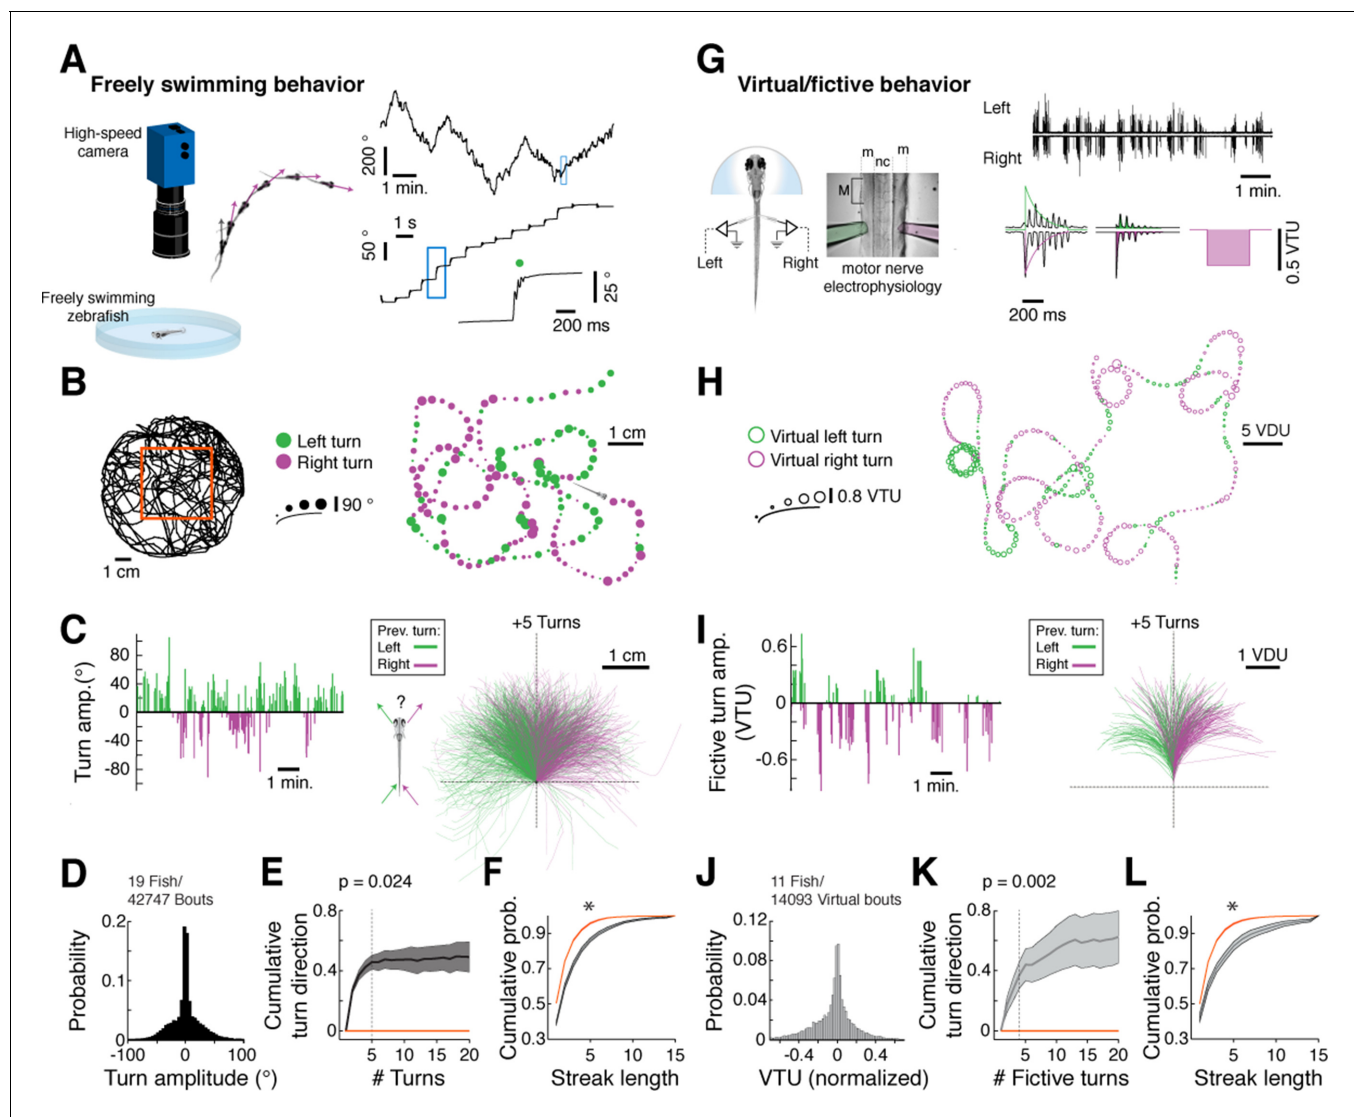 A
Freely swimming behavior
High-speed
camera
200 °
1 min.
1 s
50 °
25 °
200 ms
Freely swimming
zebrafish
B
Left turn
Right turn
90 °
1 cm
1 cm
C
Turn amp.(°)
80
40
0
-40
-80
1 min.
Prev. turn:
Left
Right
?
+5 Turns
1 cm
D
19 Fish/
42747 Bouts
Probability
0.2
0.1
0
-100
0
100
Turn amplitude (°)
E
p = 0.024
Cumulative
turn direction
0.8
0.4
0
5
10
15
20
# Turns
F
*
Cumulative prob.
0.9
0.7
0.5
0.3
5
10
15
Streak length
G
Virtual/fictive behavior
Left
Right
1 min.
m
nc
m
M
Left
Right
motor nerve
electrophysiology
200 ms
0.5 VTU
H
Virtual left turn
Virtual right turn
0.8 VTU
5 VDU
I
Fictive turn amp.
(VTU)
0.6
0
-0.6
1 min.
Prev. turn:
Left
Right
+5 Turns
1 VDU
J
11 Fish/
14093 Virtual bouts
Probability
0.12
0.08
0.04
0
-0.4
0
0.4
VTU (normalized)
K
p = 0.002
Cumulative
turn direction
0.8
0.4
0
5
10
15
20
# Fictive turns
L
*
Cumulative prob.
0.9
0.7
0.5
0.3
5
10
15
Streak length